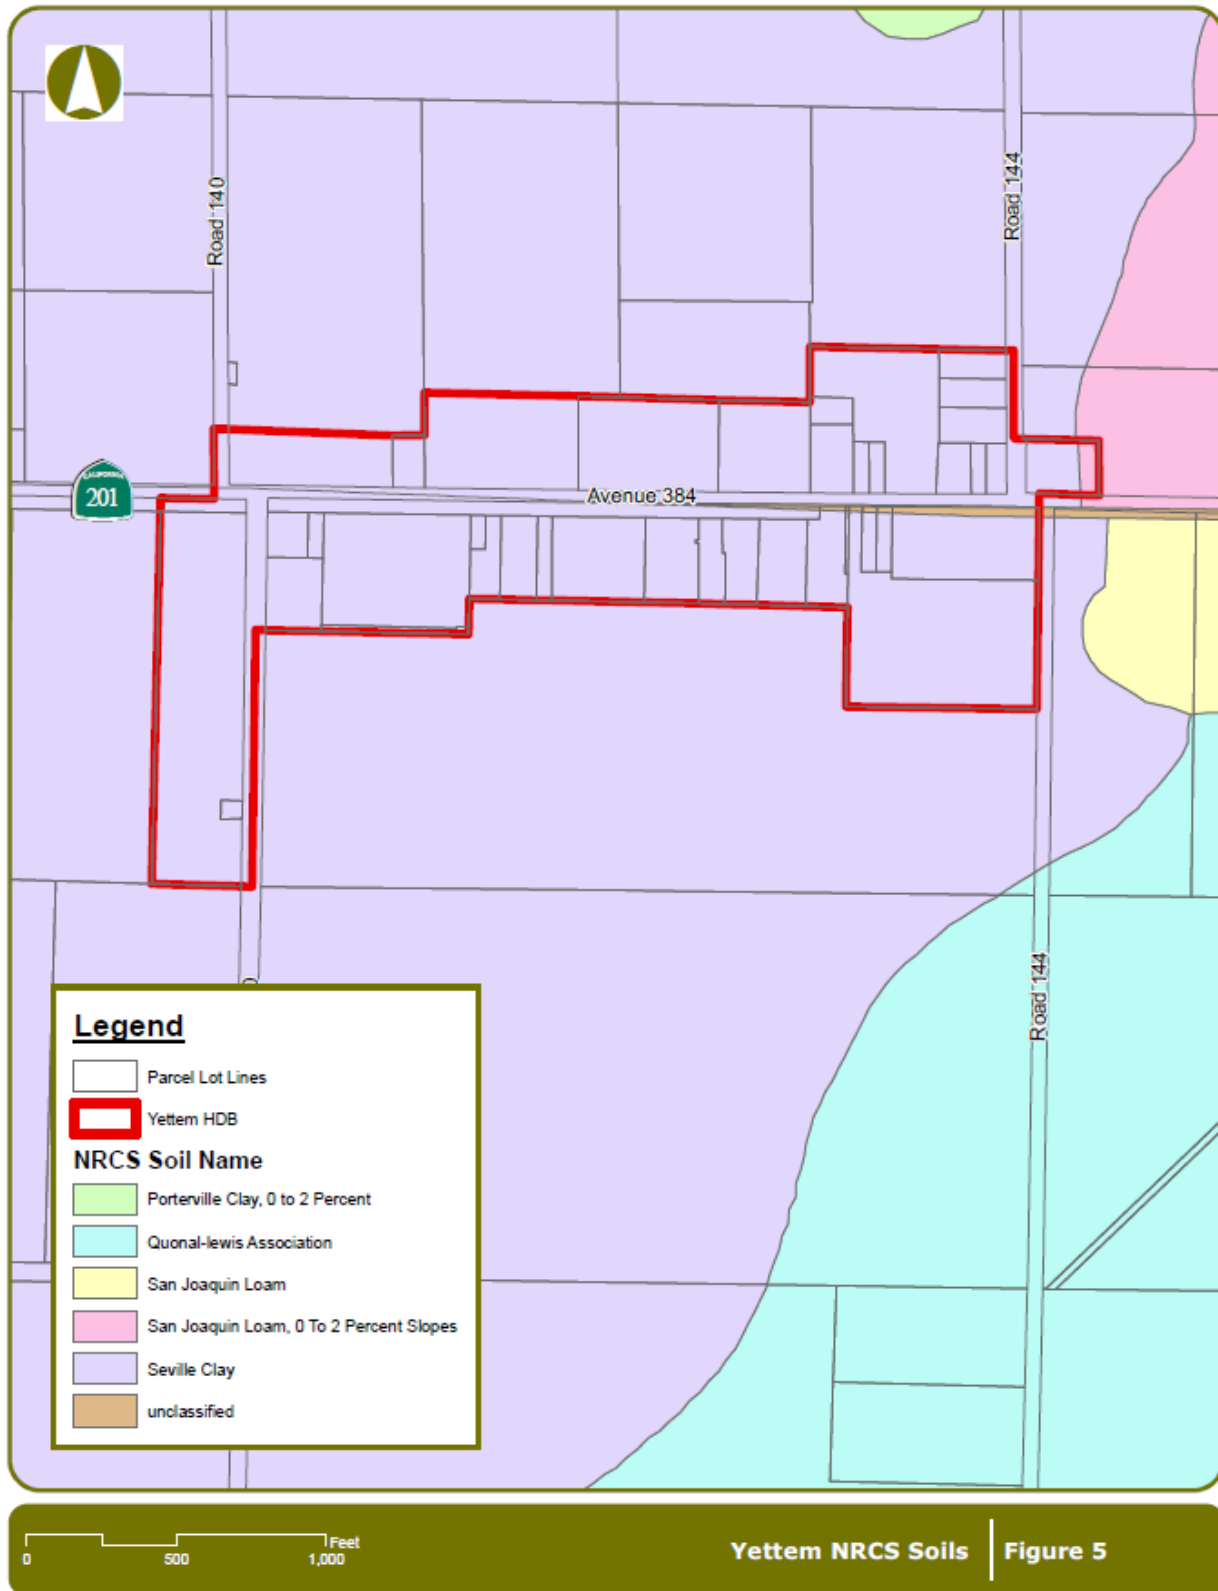 Road 140
Road 144
CALIFORNIA
201
Avenue 384
Road 144
0
Legend
Parcel Lot Lines
Yettem HDB
NRCS Soil Name
Porterville Clay, 0 to 2 Percent
Quonal-lewis Association
San Joaquin Loam
San Joaquin Loam, 0 To 2 Percent Slopes
Seville Clay
unclassified
Feet
0 500 1,000
Yettem NRCS Soils Figure 5